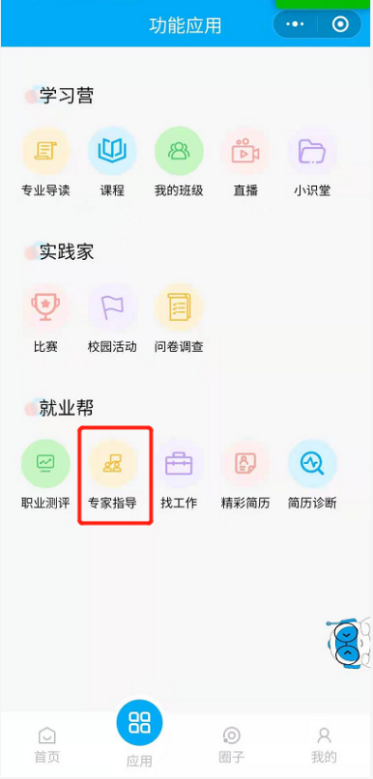 功能应用
学习营
专业导读 课程 我的班级 直播 小识堂
实践家
比赛 校园活动 问卷调查
就业帮
职业测评 专家指导 找工作 精彩简历 简历诊断
首页 应用 圈子 我的